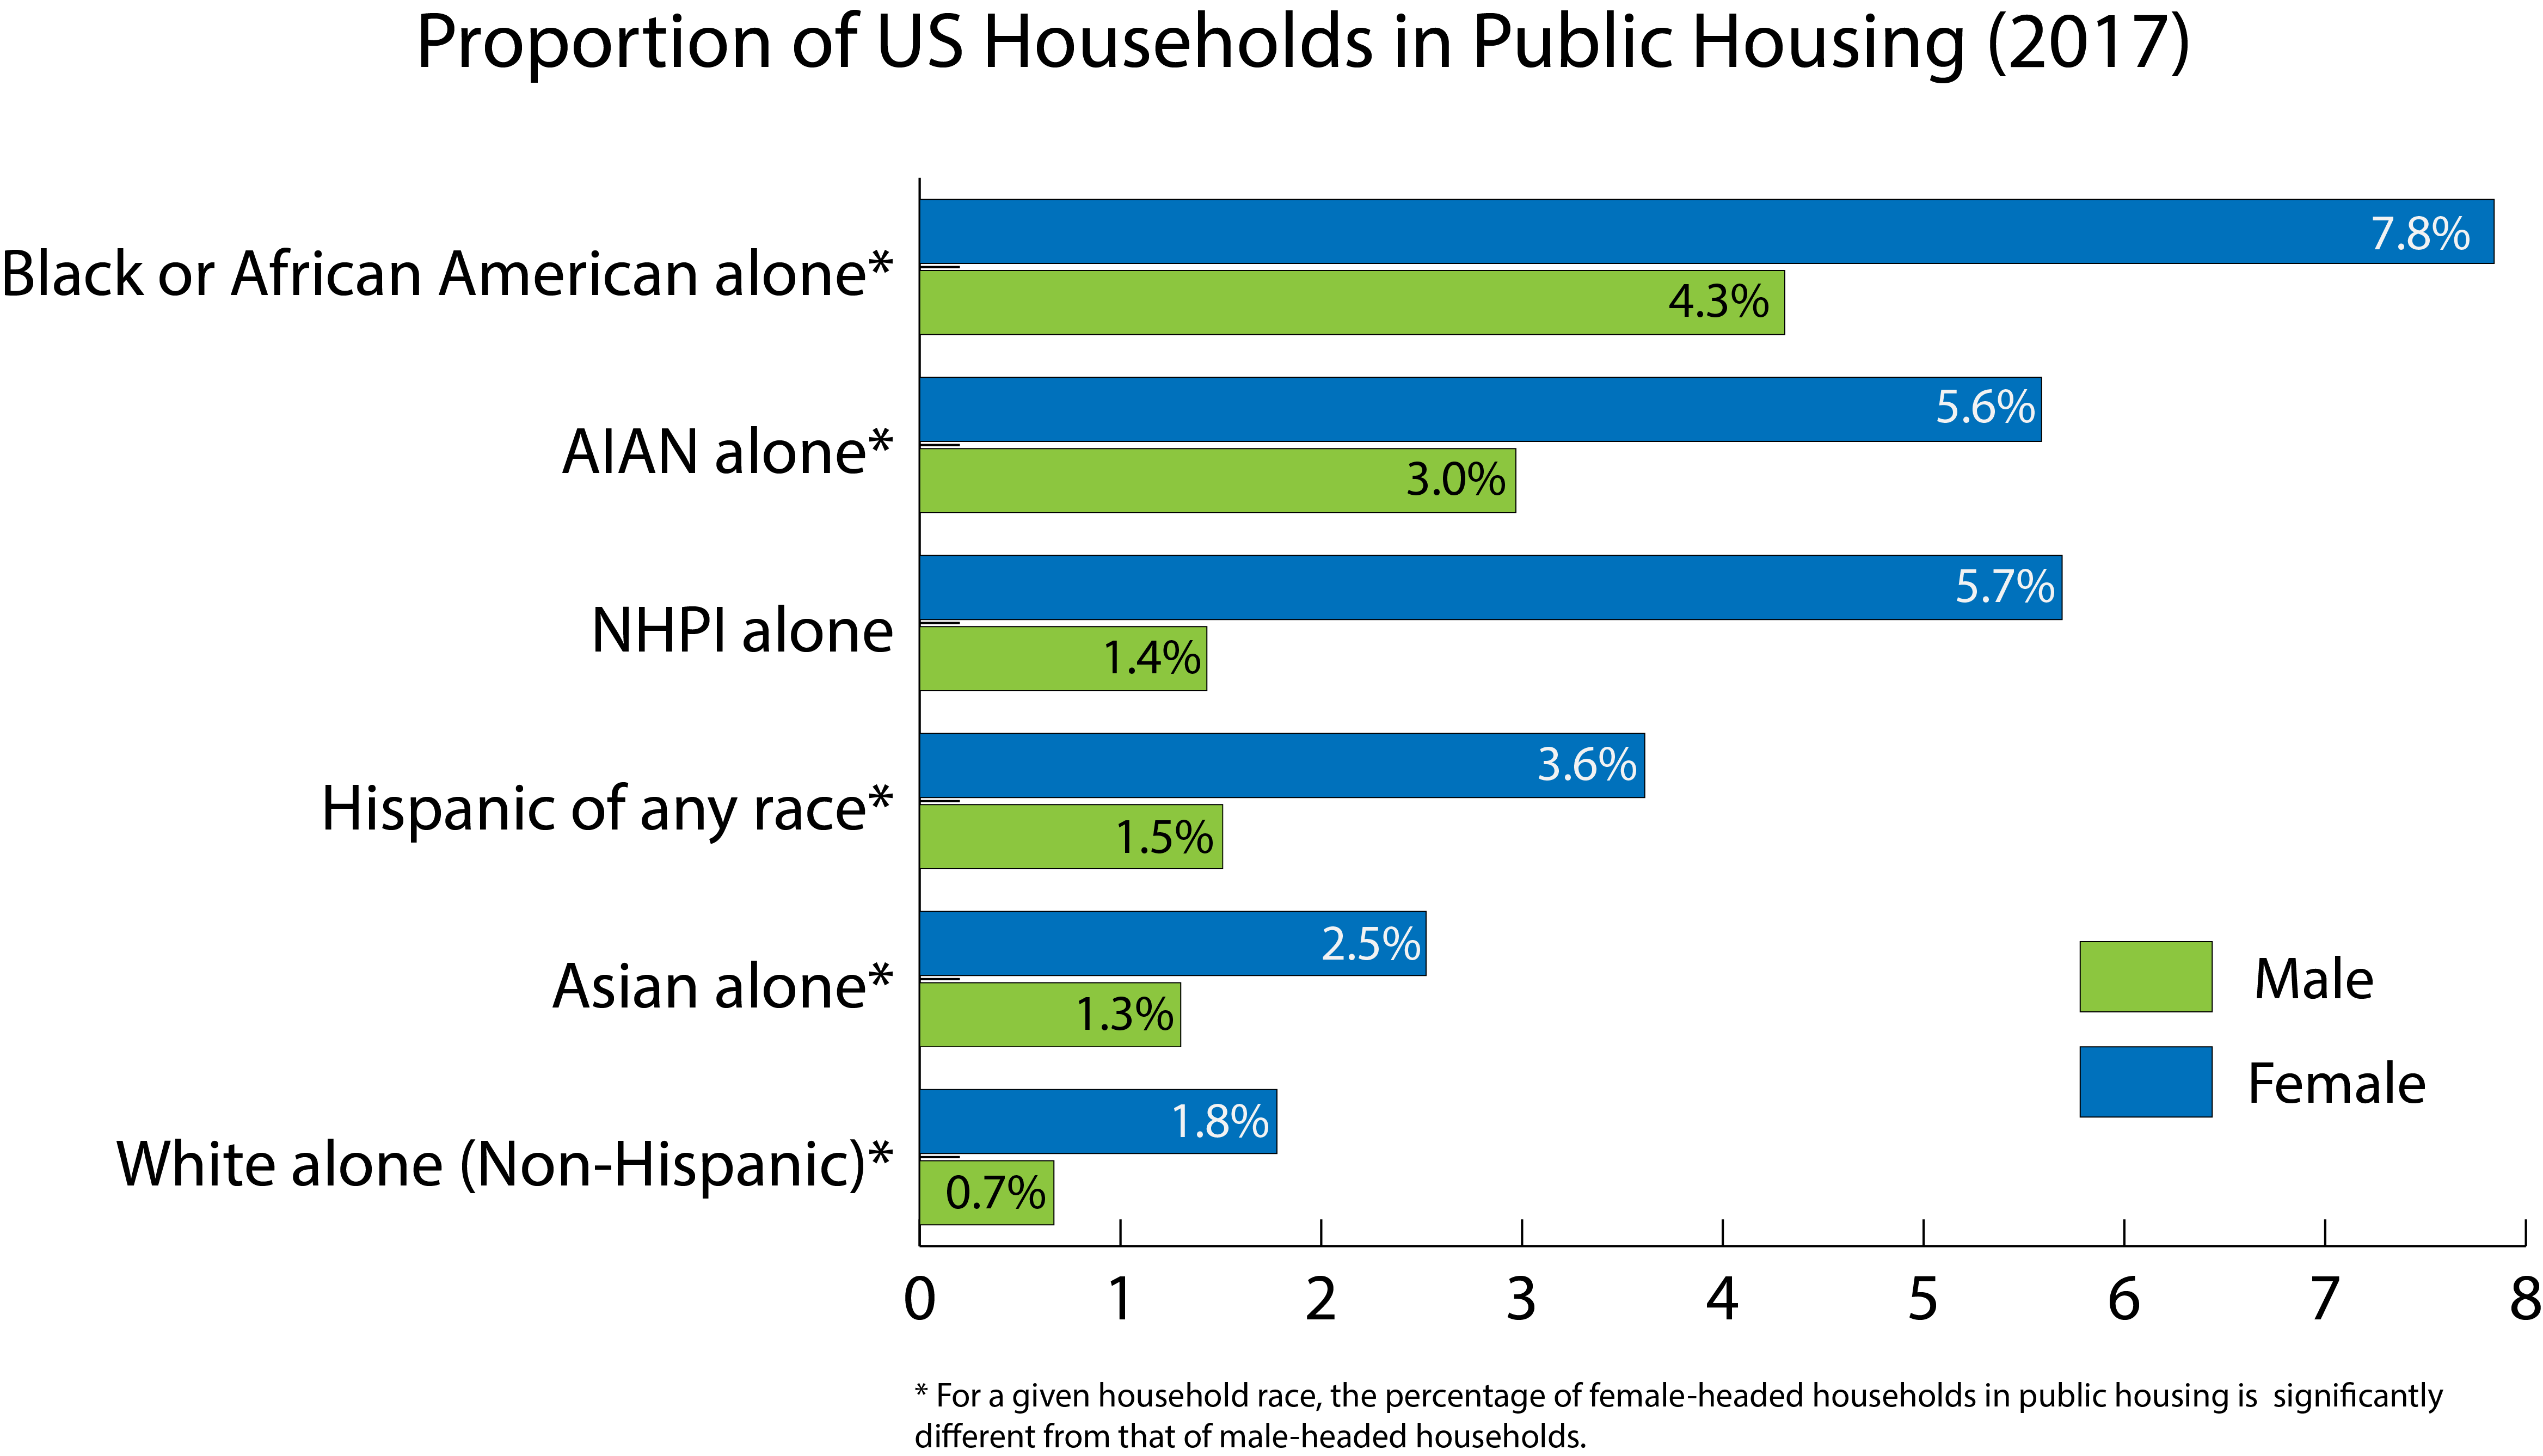 Proportion of US Households in Public Housing (2017)
Black or African American alone*
7.8%
4.3%
AIAN alone*
5.6%
3.0%
NHPI alone
5.7%
1.4%
Hispanic of any race*
3.6%
1.5%
Asian alone*
2.5%
1.3%
White alone (Non-Hispanic)*
1.8%
0.7%
Male
Female
0 1 2 3 4 5 6 7 8
* For a given household race, the percentage of female-headed households in public housing is significantly
different from that of male-headed households.